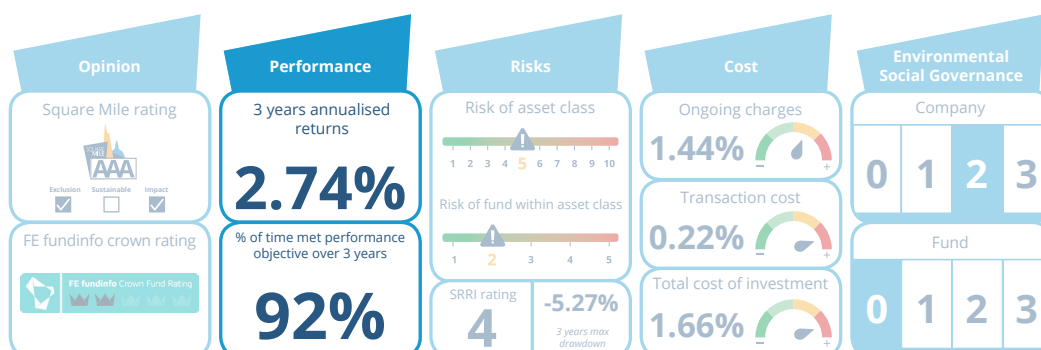 Opinion
Square Mile rating
SQUARE
MILE
AAA
Exclusion Sustainable Impact
FE fundinfo crown rating
FE fundinfo Crown Fund Rating
Performance
3 years annualised
returns
2.74%
% of time met performance
objective over 3 years
92%
Risks
Risk of asset class
1 2 3 4 5 6 7 8 9 10
Risk of fund within asset class
1 2 3 4 5
SRRI rating
4
-5.27%
3 years max
drawdown
Cost
Ongoing charges
1.44%
- +
Transaction cost
0.22%
- +
Total cost of investment
1.66%
- +
Environmental
Social Governance
Company
0 1 2 3
Fund
0 1 2 3